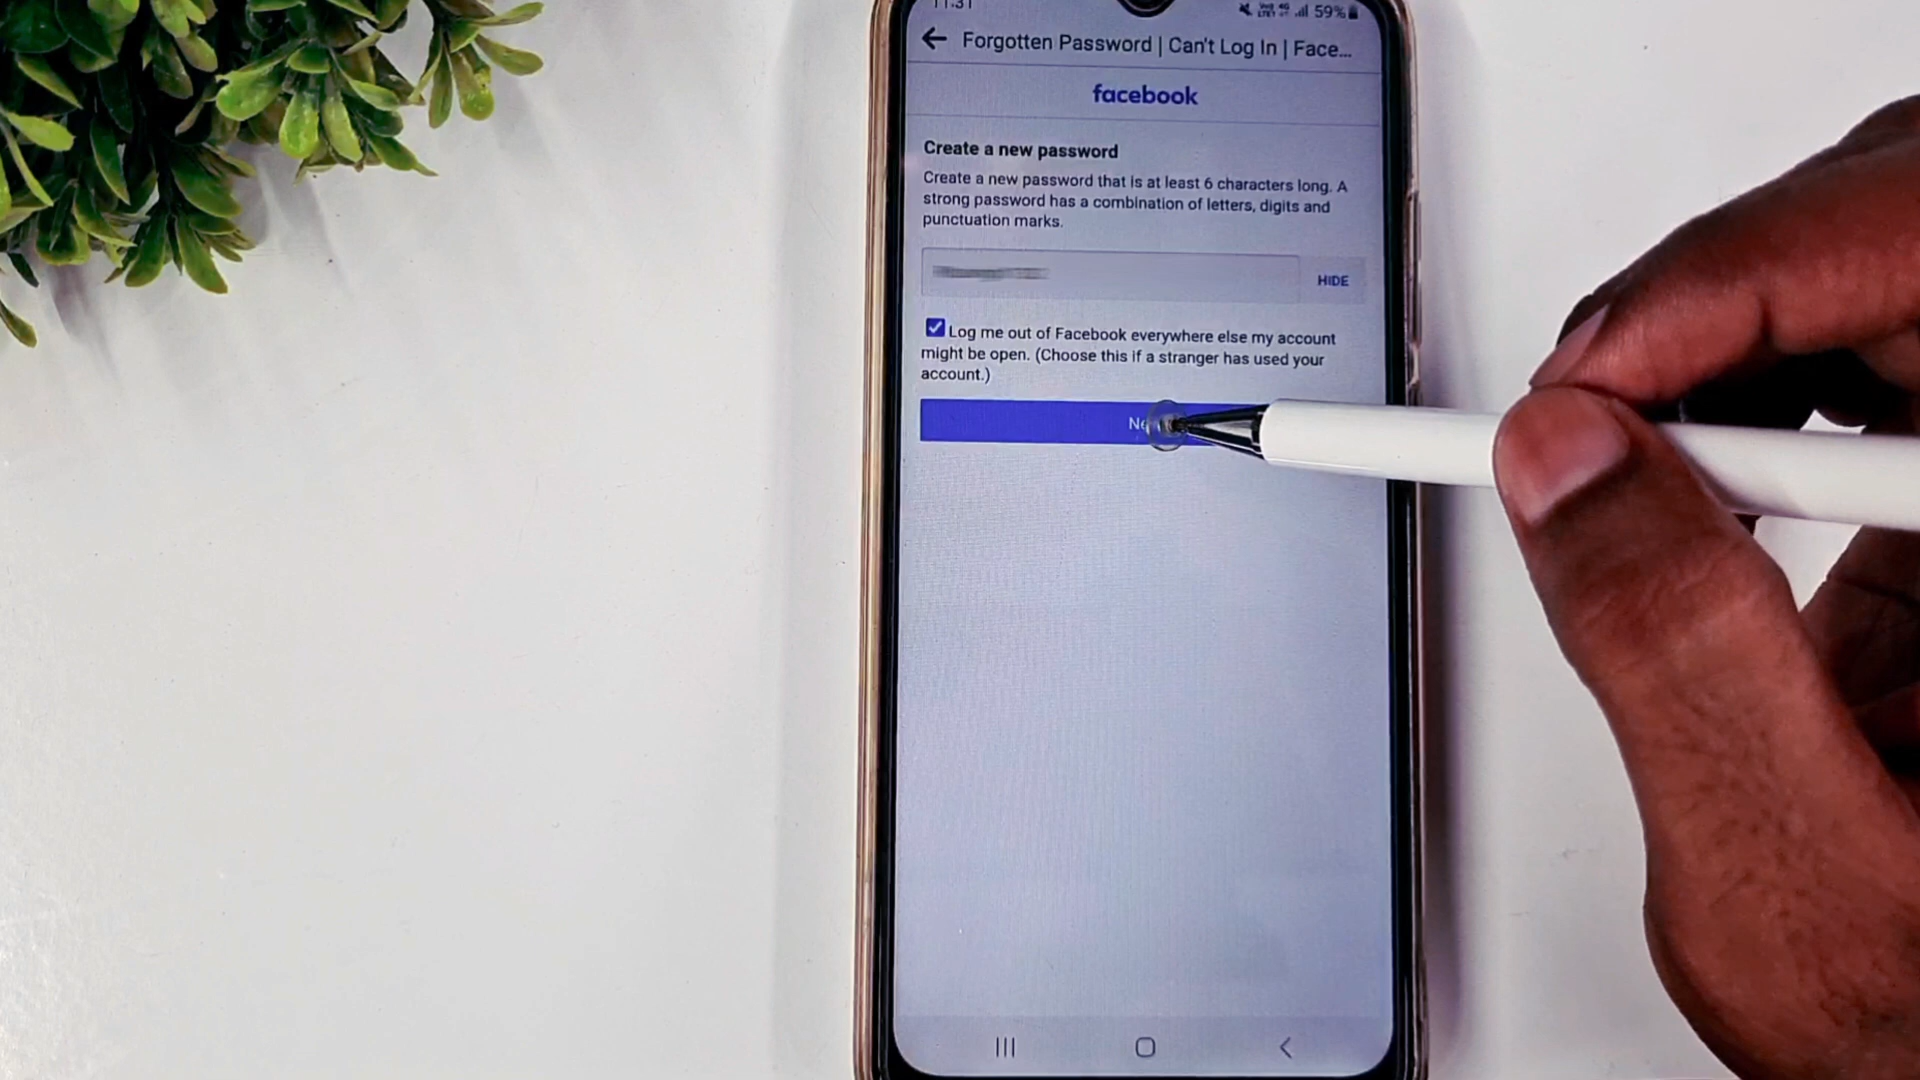 11:31
59%
Forgotten Password | Can't Log In | Face...
facebook
Create a new password
Create a new password that is at least 6 characters long. A
strong password has a combination of letters, digits and
punctuation marks.
HIDE
Log me out of Facebook everywhere else my account
might be open. (Choose this if a stranger has used your
account.)